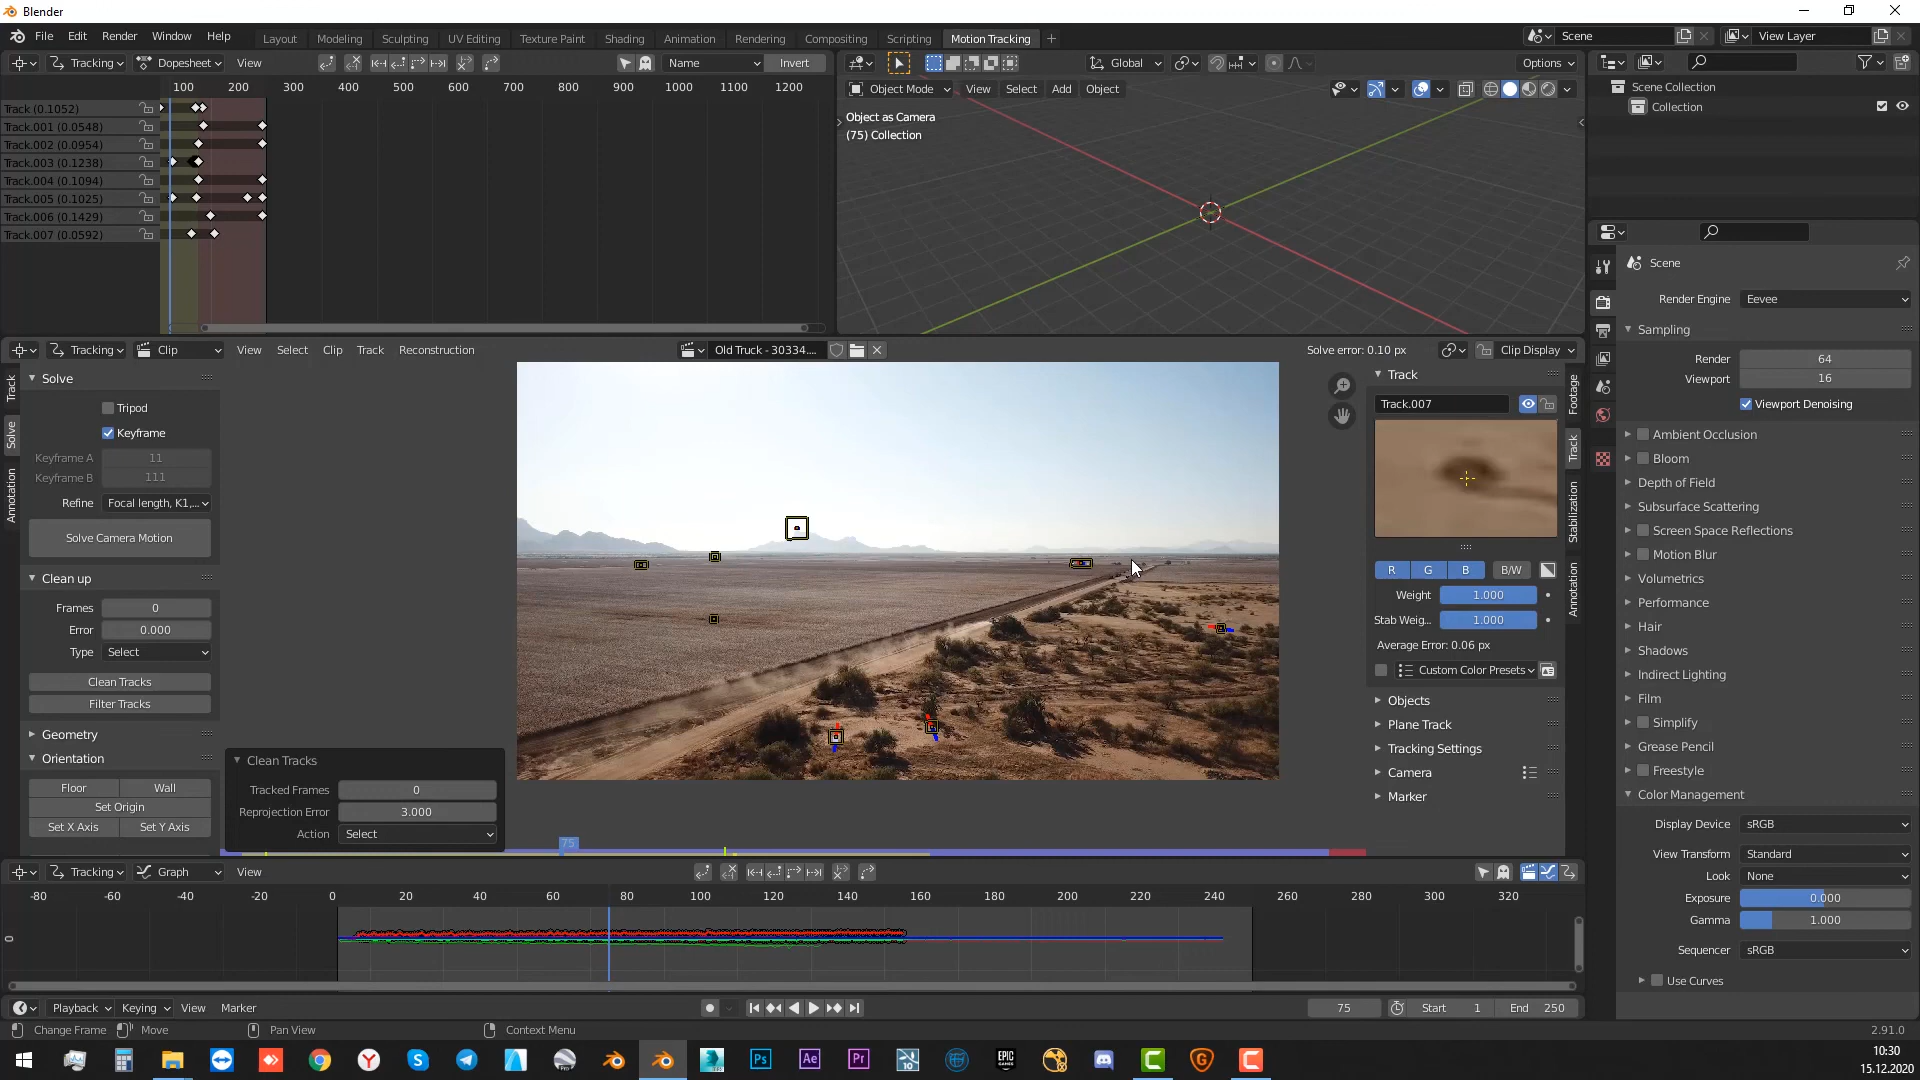 Blender
File Edit Render Window Help
Layout Modeling Sculpting UV Editing Texture Paint Shading Animation Rendering Compositing Scripting Motion Tracking
Scene
View Layer
Tracking Dopesheet View
Name Invert
Global
Options
100 200 300 400 500 600 700 800 900 1000 1100 1200
Track (0.1052)
Track.001 (0.0548)
Track.002 (0.0954)
Track.003 (0.1238)
Track.004 (0.1094)
Track.005 (0.1025)
Track.006 (0.1429)
Track.007 (0.0592)
Object Mode View Select Add Object
Object as Camera
(75) Collection
Scene Collection
Collection
Scene
Render Engine Eevee
Sampling
Render 64
Viewport 16
Viewport Denoising
Ambient Occlusion
Bloom
Depth of Field
Subsurface Scattering
Screen Space Reflections
Motion Blur
Volumetrics
Performance
Hair
Shadows
Indirect Lighting
Film
Simplify
Grease Pencil
Freestyle
Color Management
Display Device sRGB
View Transform Standard
Look None
Exposure 0.000
Gamma 1.000
Sequencer sRGB
Use Curves
Tracking Clip View Select Clip Track Reconstruction
Old Truck - 30334....
Solve error: 0.10 px
Clip Display
Track
Solve
Annotation
Solve
Tripod
Keyframe
Keyframe A 11
Keyframe B 111
Refine Focal length, K1,...
Solve Camera Motion
Clean up
Frames 0
Error 0.000
Type Select
Clean Tracks
Filter Tracks
Geometry
Orientation
Floor Wall
Set Origin
Set X Axis Set Y Axis
Clean Tracks
Tracked Frames 0
Reprojection Error 3.000
Action Select
75
Track
Track.007
R G B B/W
Weight 1.000
Stab Weig... 1.000
Average Error: 0.06 px
Custom Color Presets
Objects
Plane Track
Tracking Settings
Camera
Marker
Footage
Track
Stabilization
Annotation
Tracking Graph View
-80 -60 -40 -20 0 20 40 60 80 100 120 140 160 180 200 220 240 260 280 300 320
0
Playback Keying View Marker
75 Start 1 End 250
Change Frame Move Pan View Context Menu
2.91.0
Ps Ae Pr 10 EPIC GAMES
10:30
15.12.2020